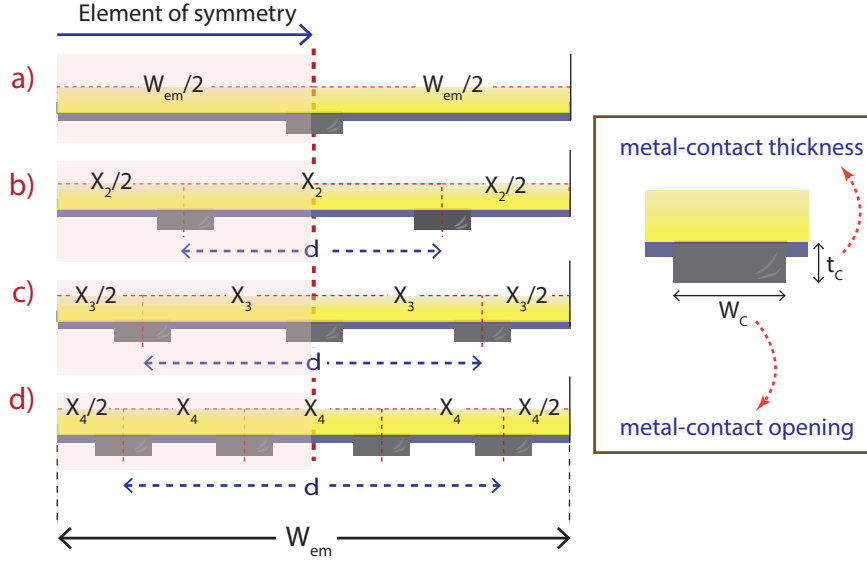 Element of symmetry
a)
W_em/2 W_em/2
b)
X_2/2 X_2 X_2/2
d
c)
X_3/2 X_3 X_3 X_3/2
d
d)
X_4/2 X_4 X_4 X_4 X_4/2
d
W_em
metal-contact thickness
t_C
W_C
metal-contact opening